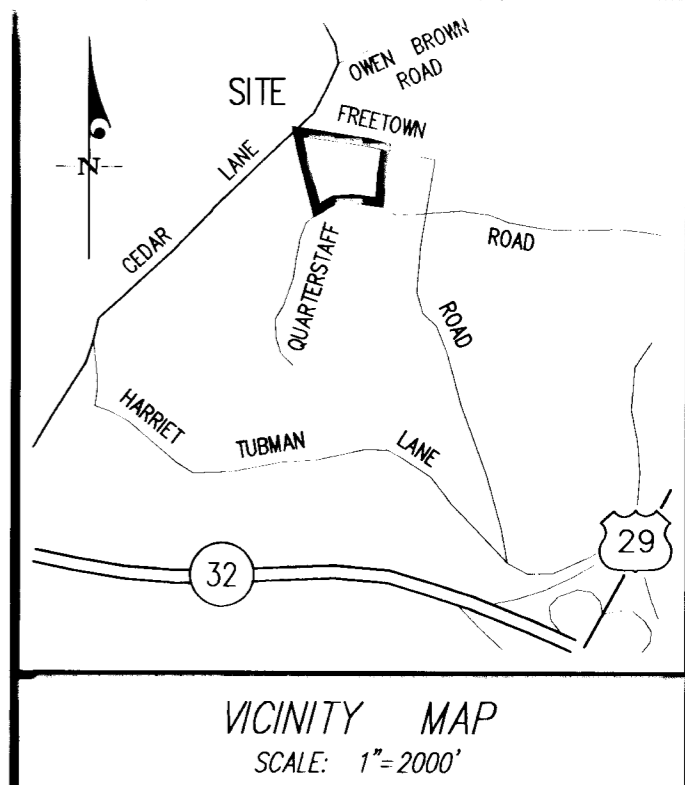 OWEN BROWN
ROAD
SITE
FREETOWN
LANE
N
CEDAR
ROAD
QUARTERSTAFF
ROAD
HARRIET
TUBMAN
LANE
29
32
VICINITY MAP
SCALE: 1"=2000'